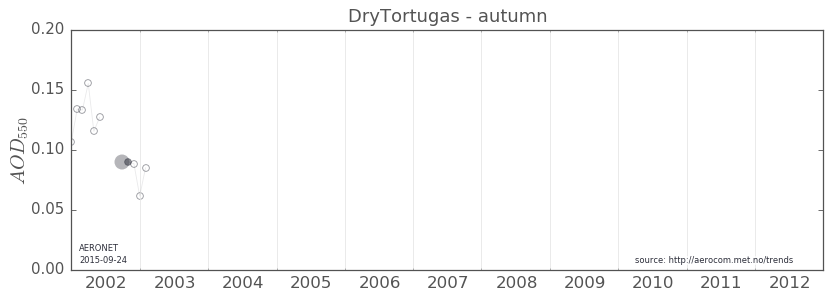 DryTortugas - autumn
0.20
0.15
0.10
0.05
0.00
AOD550
AERONET
2015-09-24
source: http://aerocom.met.no/trends
2002 2003 2004 2005 2006 2007 2008 2009 2010 2011 2012